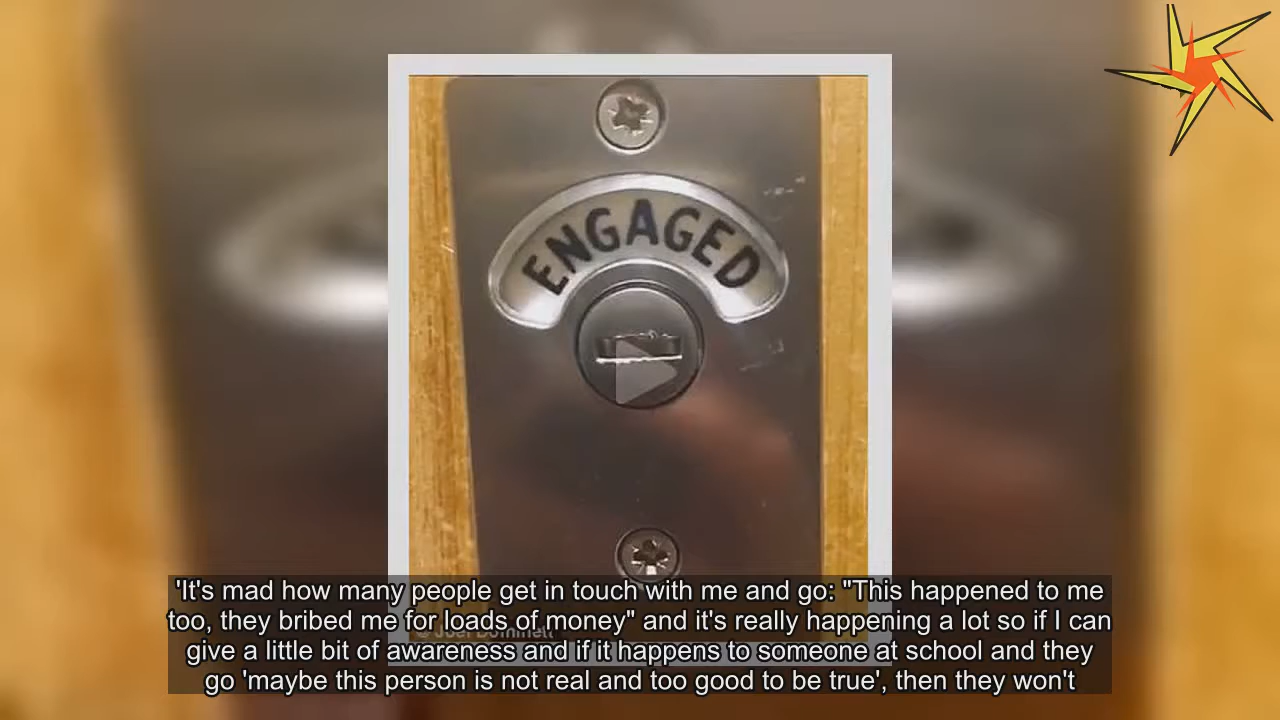 ENGAGED
'It's mad how many people get in touch with me and go: "This happened to me
too, they bribed me for loads of money" and it's really happening a lot so if I can
give a little bit of awareness and if it happens to someone at school and they
go 'maybe this person is not real and too good to be true', then they won't